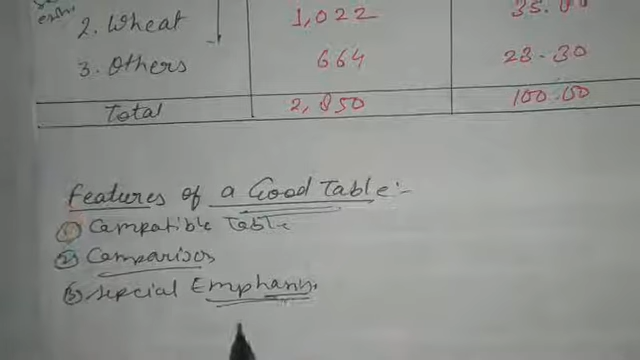 2. Wheat 1,022
3. Others 664 23.30
Total 2,850 100.00
Features of a Good Table:-
① Compatible Table
② Comparison
③ Special Emphasis.